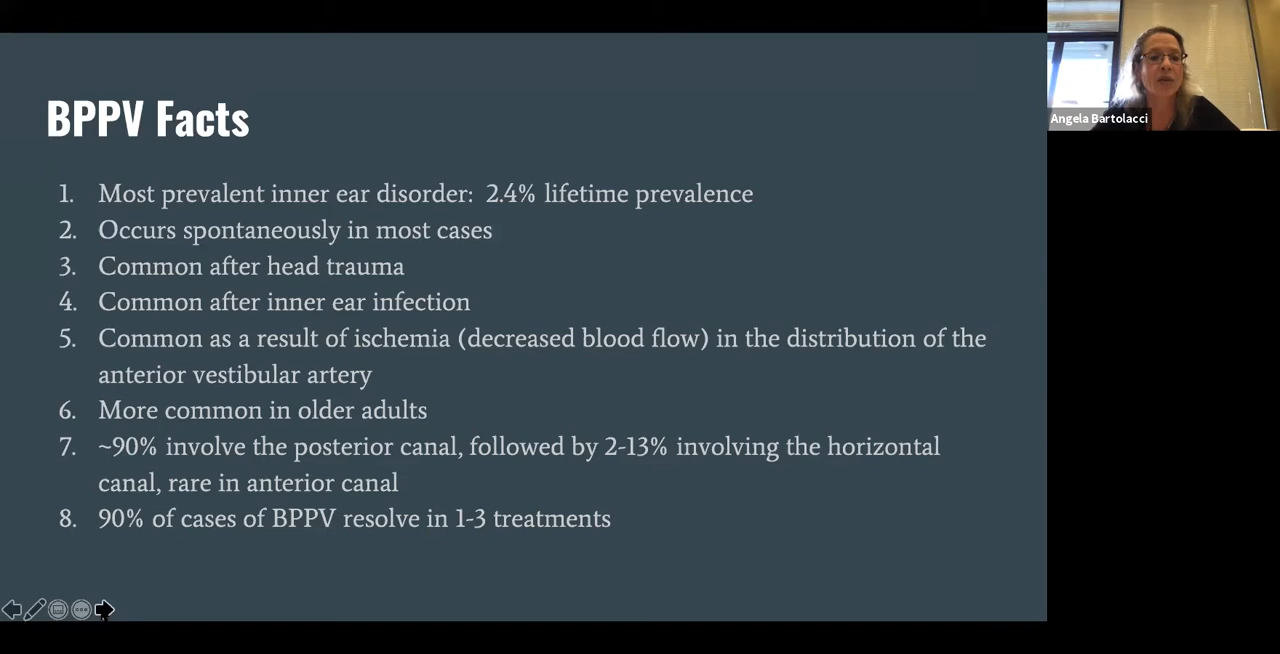 BPPV Facts
1. Most prevalent inner ear disorder:  2.4% lifetime prevalence
2. Occurs spontaneously in most cases
3. Common after head trauma
4. Common after inner ear infection
5. Common as a result of ischemia (decreased blood flow) in the distribution of the
anterior vestibular artery
6. More common in older adults
7. ~90% involve the posterior canal, followed by 2-13% involving the horizontal
canal, rare in anterior canal
8. 90% of cases of BPPV resolve in 1-3 treatments
Angela Bartolacci